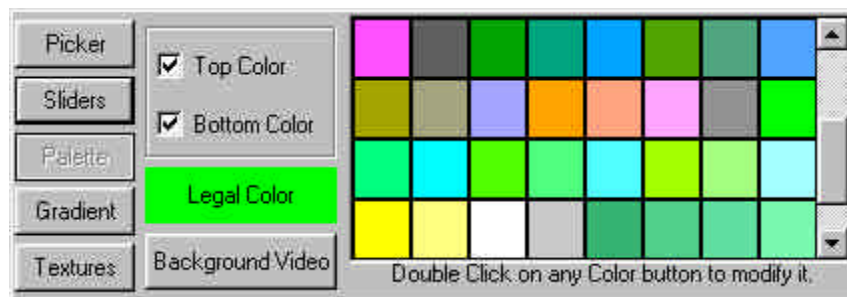 Picker
Sliders
Palette
Gradient
Textures
Top Color
Bottom Color
Legal Color
Background Video
Double Click on any Color button to modify it.